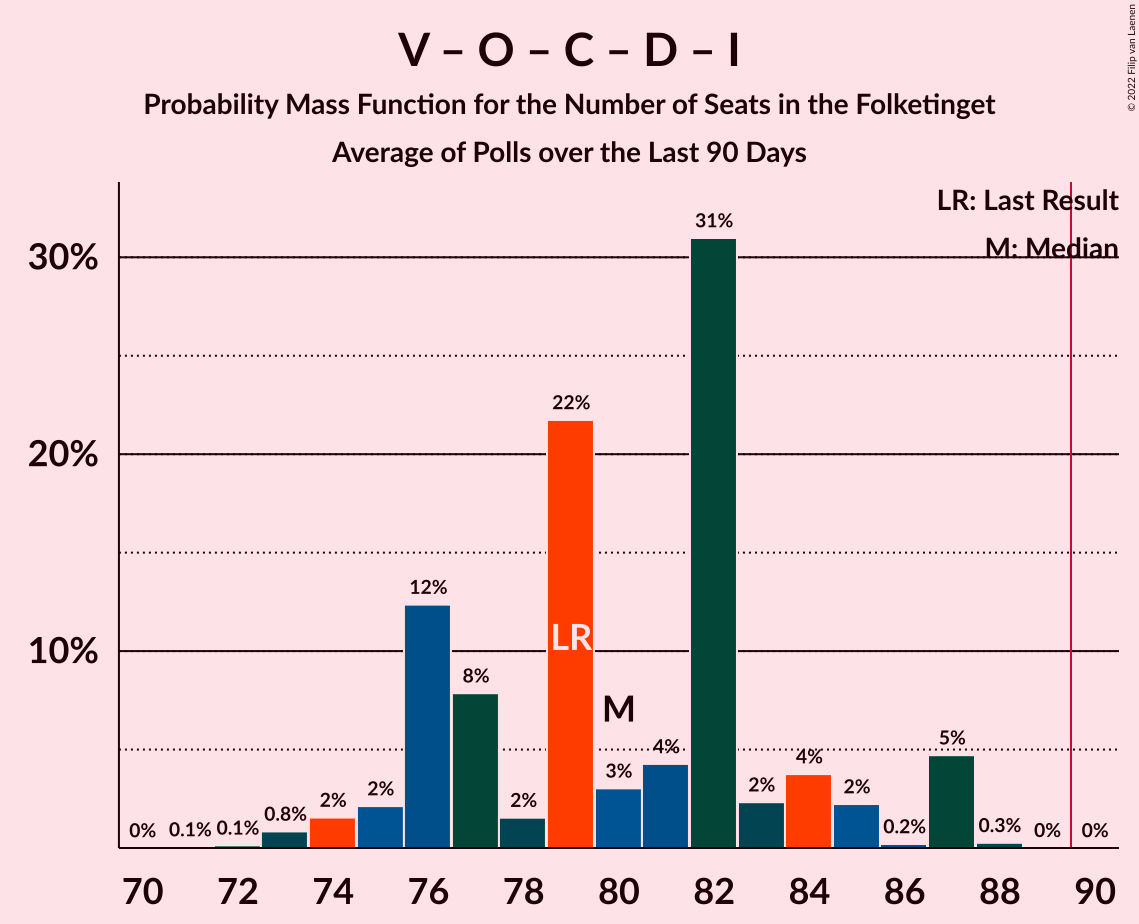 V – O – C – D – I
Probability Mass Function for the Number of Seats in the Folketinget
Average of Polls over the Last 90 Days
© 2022 Filip van Laenen
LR: Last Result
M: Median
30%
20%
10%
0%
0.1%
0.1%
0.8%
2%
2%
12%
8%
2%
22%
LR
M
3%
4%
31%
2%
4%
2%
0.2%
5%
0.3%
0%
0%
70 72 74 76 78 80 82 84 86 88 90